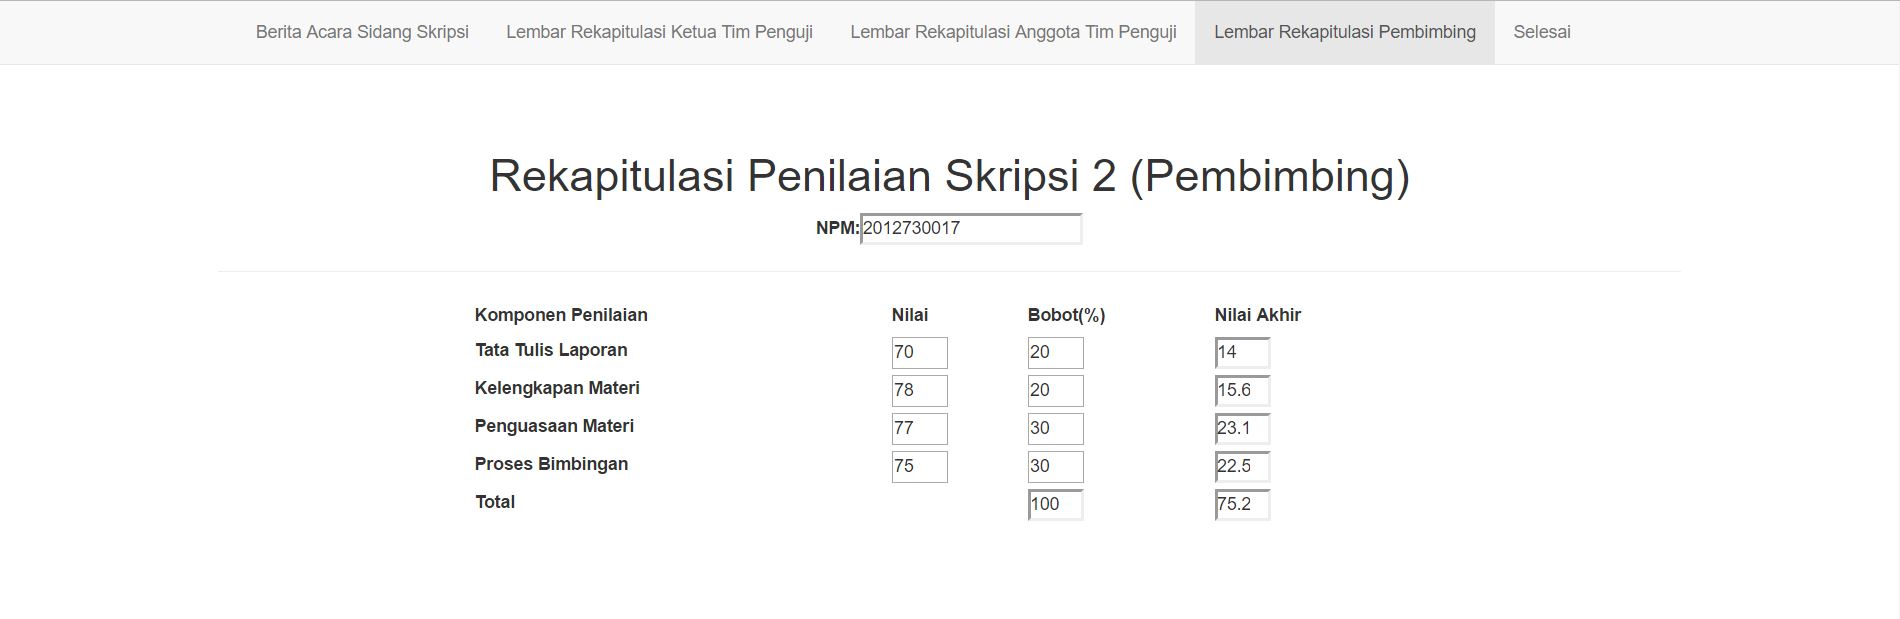 Berita Acara Sidang Skripsi Lembar Rekapitulasi Ketua Tim Penguji Lembar Rekapitulasi Anggota Tim Penguji Lembar Rekapitulasi Pembimbing Selesai
Rekapitulasi Penilaian Skripsi 2 (Pembimbing)
NPM:2012730017
Komponen Penilaian Nilai Bobot(%) Nilai Akhir
Tata Tulis Laporan 70 20 14
Kelengkapan Materi 78 20 15.6
Penguasaan Materi 77 30 23.1
Proses Bimbingan 75 30 22.5
Total 100 75.2